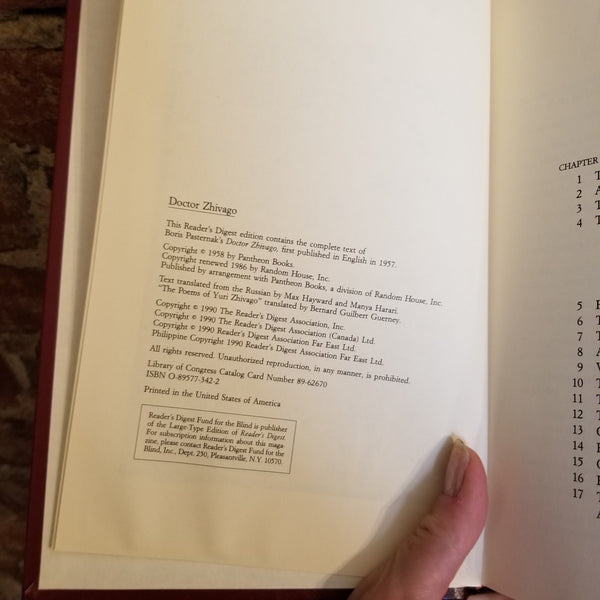 Doctor Zhivago
This Reader's Digest edition contains the complete text of
Boris Pasternak's Doctor Zhivago, first published in English in 1957.
Copyright © 1958 by Pantheon Books.
Copyright renewed 1986 by Random House, Inc.
Published by arrangement with Pantheon Books, a division of Random House, Inc.
Text translated from the Russian by Max Hayward and Manya Harari.
"The Poems of Yuri Zhivago" translated by Bernard Guilbert Guerney.
Copyright © 1990 The Reader's Digest Association, Inc.
Copyright © 1990 The Reader's Digest Association (Canada) Ltd.
Copyright © 1990 Reader's Digest Association Far East Ltd.
Philippine Copyright 1990 Reader's Digest Association Far East Ltd.
All rights reserved. Unauthorized reproduction, in any manner, is prohibited.
Library of Congress Catalog Card Number 89-62670
ISBN O-89577-342-2
Printed in the United States of America
Reader's Digest Fund for the Blind is publisher
of the Large-Type Edition of Reader's Digest.
For subscription information about this maga-
zine, please contact Reader's Digest Fund for the
Blind, Inc., Dept. 250, Pleasantville, N.Y. 10570.
CHAPTER
1 T
2 A
3 T
4 T
5
6 T
7 T
8 A
9
10 T
11 T
12 T
13
14
15
16
17 T
A